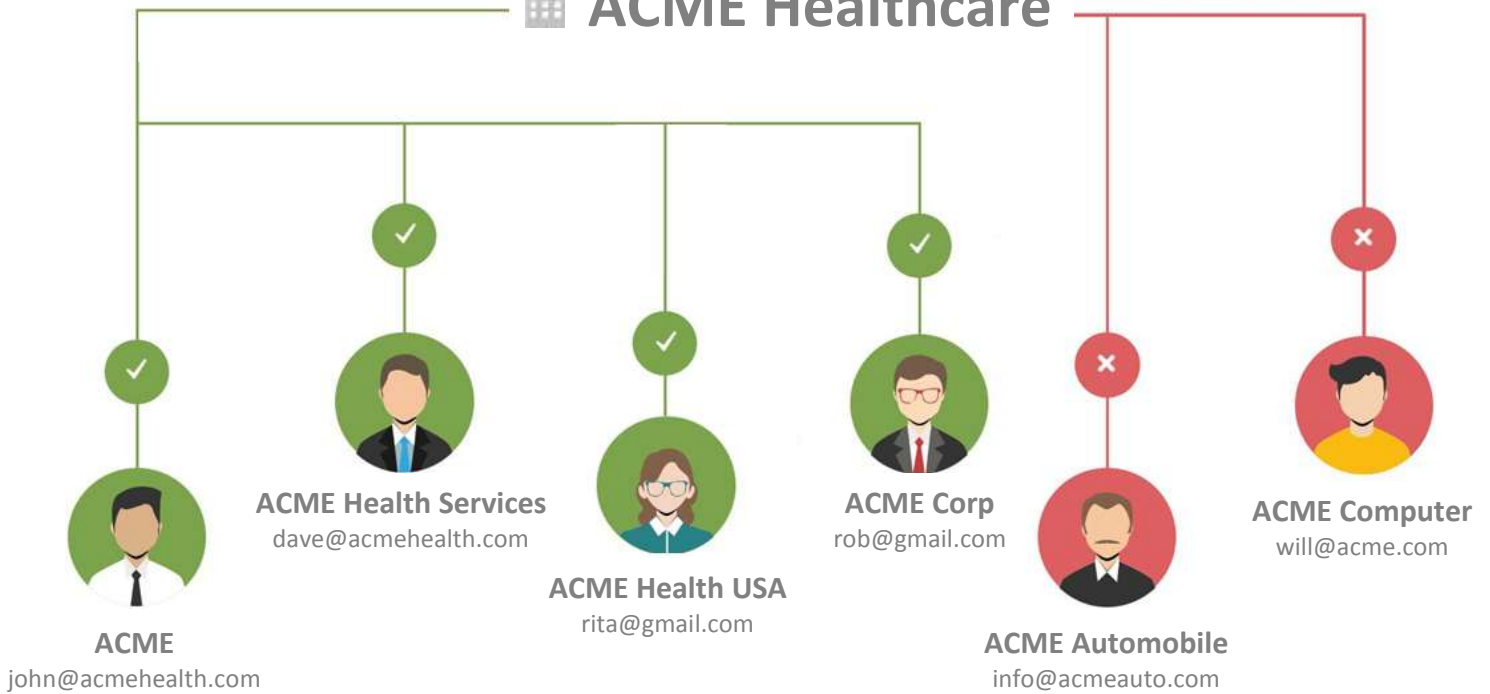 ACME Healthcare
ACME Health Services
dave@acmehealth.com
ACME Corp
rob@gmail.com
ACME Computer
will@acme.com
ACME Health USA
rita@gmail.com
ACME
john@acmehealth.com
ACME Automobile
info@acmeauto.com